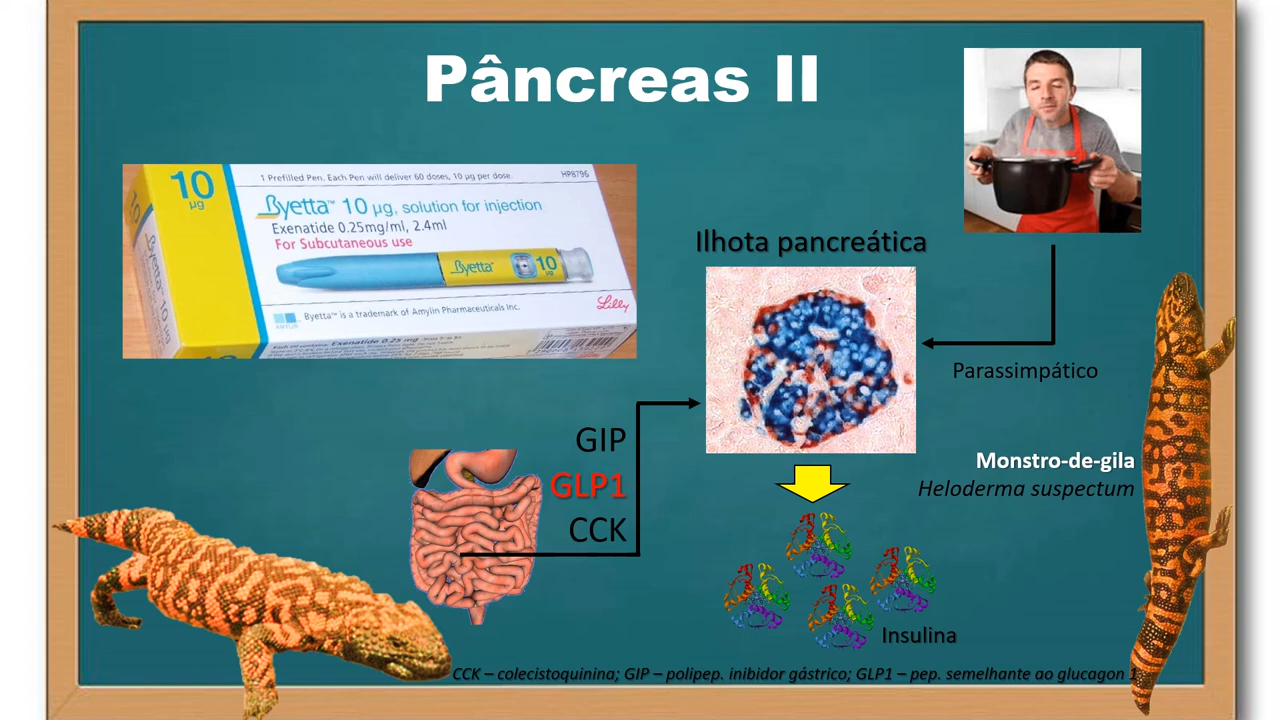 Pâncreas II
10
µg
1 Prefilled Pen. Each Pen will deliver 60 doses, 10 µg per dose.
HP8796
Byetta™ 10 µg, solution for injection
Exenatide 0.25mg/ml, 2.4ml
For Subcutaneous use
Byetta™
10
Byetta™ is a trademark of Amylin Pharmaceuticals Inc.
Lilly
Ilhota pancreática
Parassimpático
GIP
GLP1
CCK
Monstro-de-gila
Heloderma suspectum
Insulina
CCK – colecistoquinina; GIP – polipep. inibidor gástrico; GLP1 – pep. semelhante ao glucagon 1